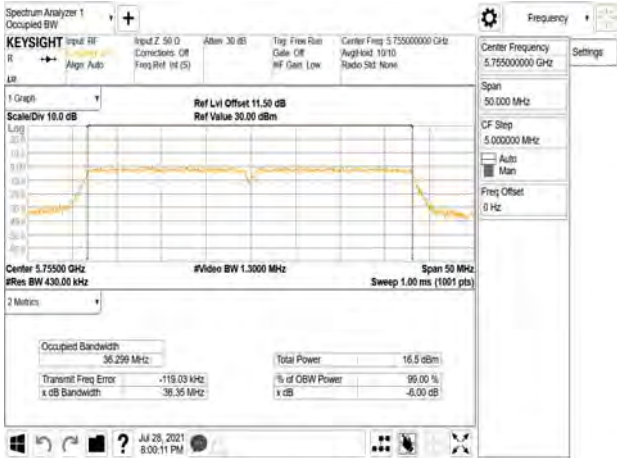 Spectrum Analyzer 1
Occupied BW
+
Frequency
KEYSIGHT Input: RF
R
Align: Auto
LXI
Input Z: 50 Ω
Corrections: Off
Freq Ref: Int (S)
Atten: 30 dB
Trig: Free Run
Gate: Off
#IF Gain: Low
Center Freq: 5.755000000 GHz
Avg|Hold: 10/10
Radio Std: None
Center Frequency
5.755000000 GHz
Settings
Span
50.000 MHz
CF Step
5.000000 MHz
Auto
Man
Freq Offset
0 Hz
1 Graph
Scale/Div 10.0 dB
Ref Lvl Offset 11.50 dB
Ref Value 30.00 dBm
Log
Center 5.75500 GHz
#Res BW 430.00 kHz
#Video BW 1.3000 MHz
Span 50 MHz
Sweep 1.00 ms (1001 pts)
2 Metrics
Occupied Bandwidth
36.299 MHz
Total Power 16.5 dBm
Transmit Freq Error -119.03 kHz
% of OBW Power 99.00 %
x dB Bandwidth 36.35 MHz
x dB -6.00 dB
?
Jul 28, 2021
8:00:11 PM